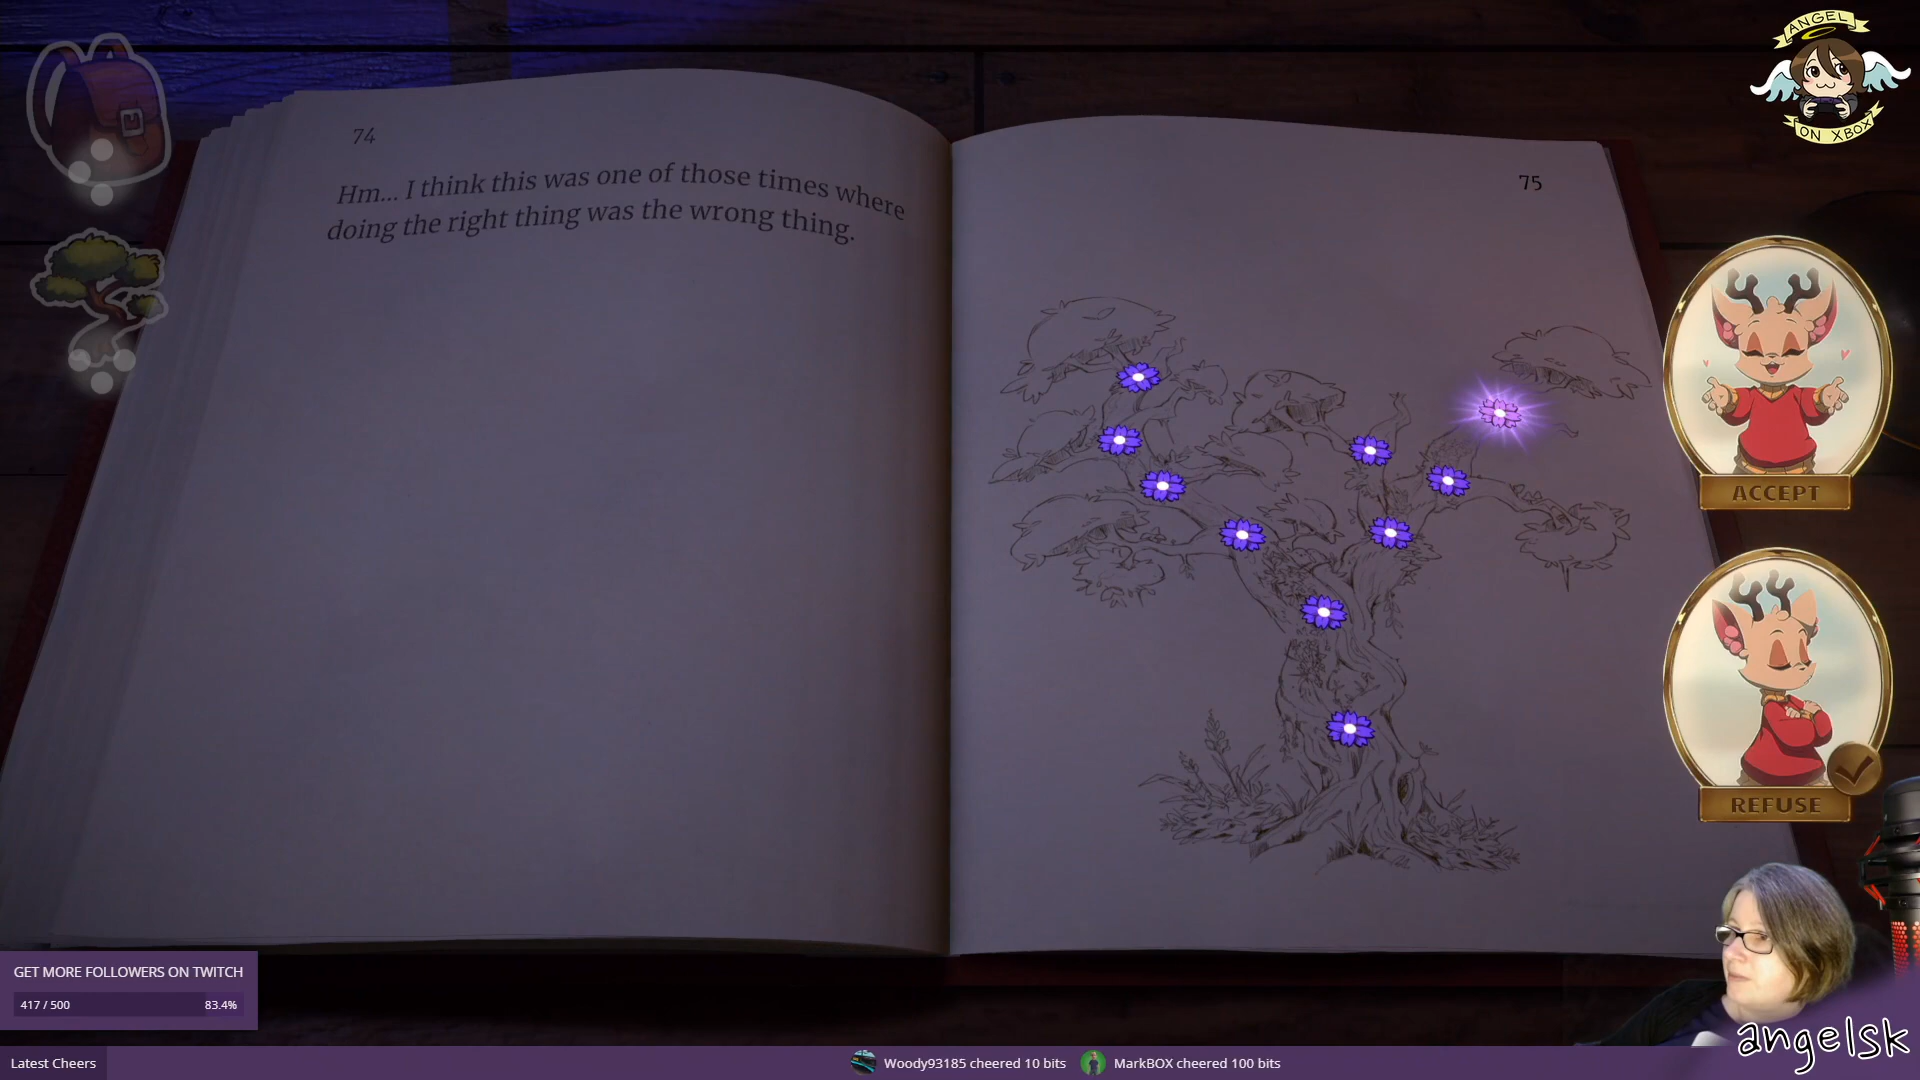 ANGEL
ON XBOX
74
Hm... I think this was one of those times where
doing the right thing was the wrong thing.
75
ACCEPT
REFUSE
GET MORE FOLLOWERS ON TWITCH
417 / 500 83.4%
angelsk
Latest Cheers Woody93185 cheered 10 bits MarkBOX cheered 100 bits